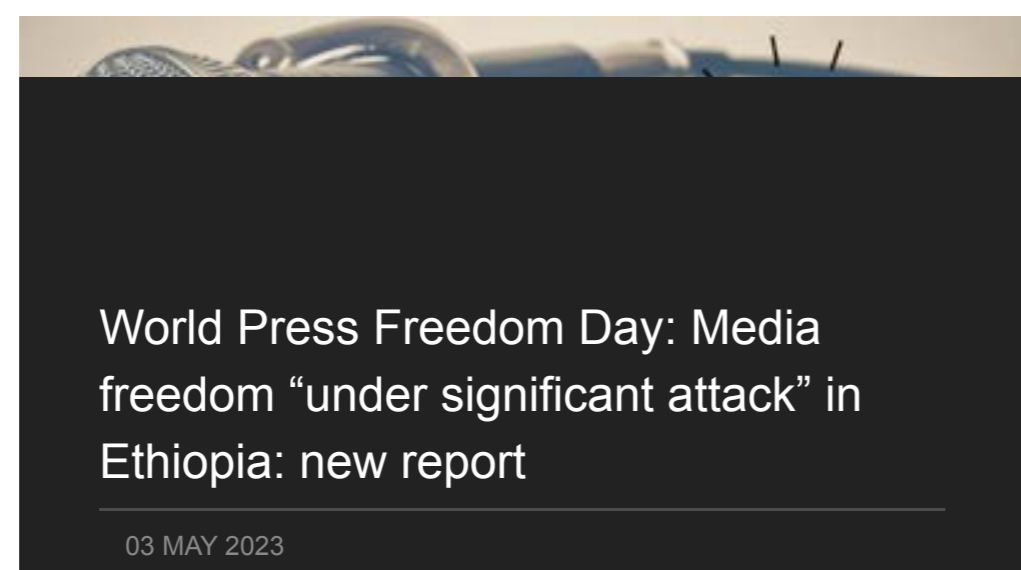 World Press Freedom Day: Media
freedom “under significant attack” in
Ethiopia: new report
03 MAY 2023